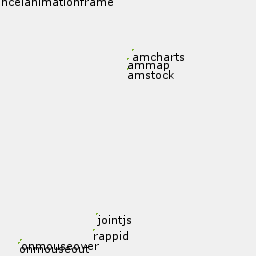 ncelanimationframe
amcharts
ammap
amstock
jointjs
rappid
onmouseover
onmouseout